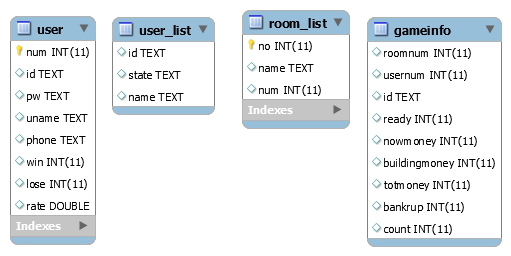 user
num INT(11)
id TEXT
pw TEXT
uname TEXT
phone TEXT
win INT(11)
lose INT(11)
rate DOUBLE
Indexes
user_list
id TEXT
state TEXT
name TEXT
room_list
no INT(11)
name TEXT
num INT(11)
Indexes
gameinfo
roomnum INT(11)
usernum INT(11)
id TEXT
ready INT(11)
nowmoney INT(11)
buildingmoney INT(11)
totmoney INT(11)
bankrup INT(11)
count INT(11)